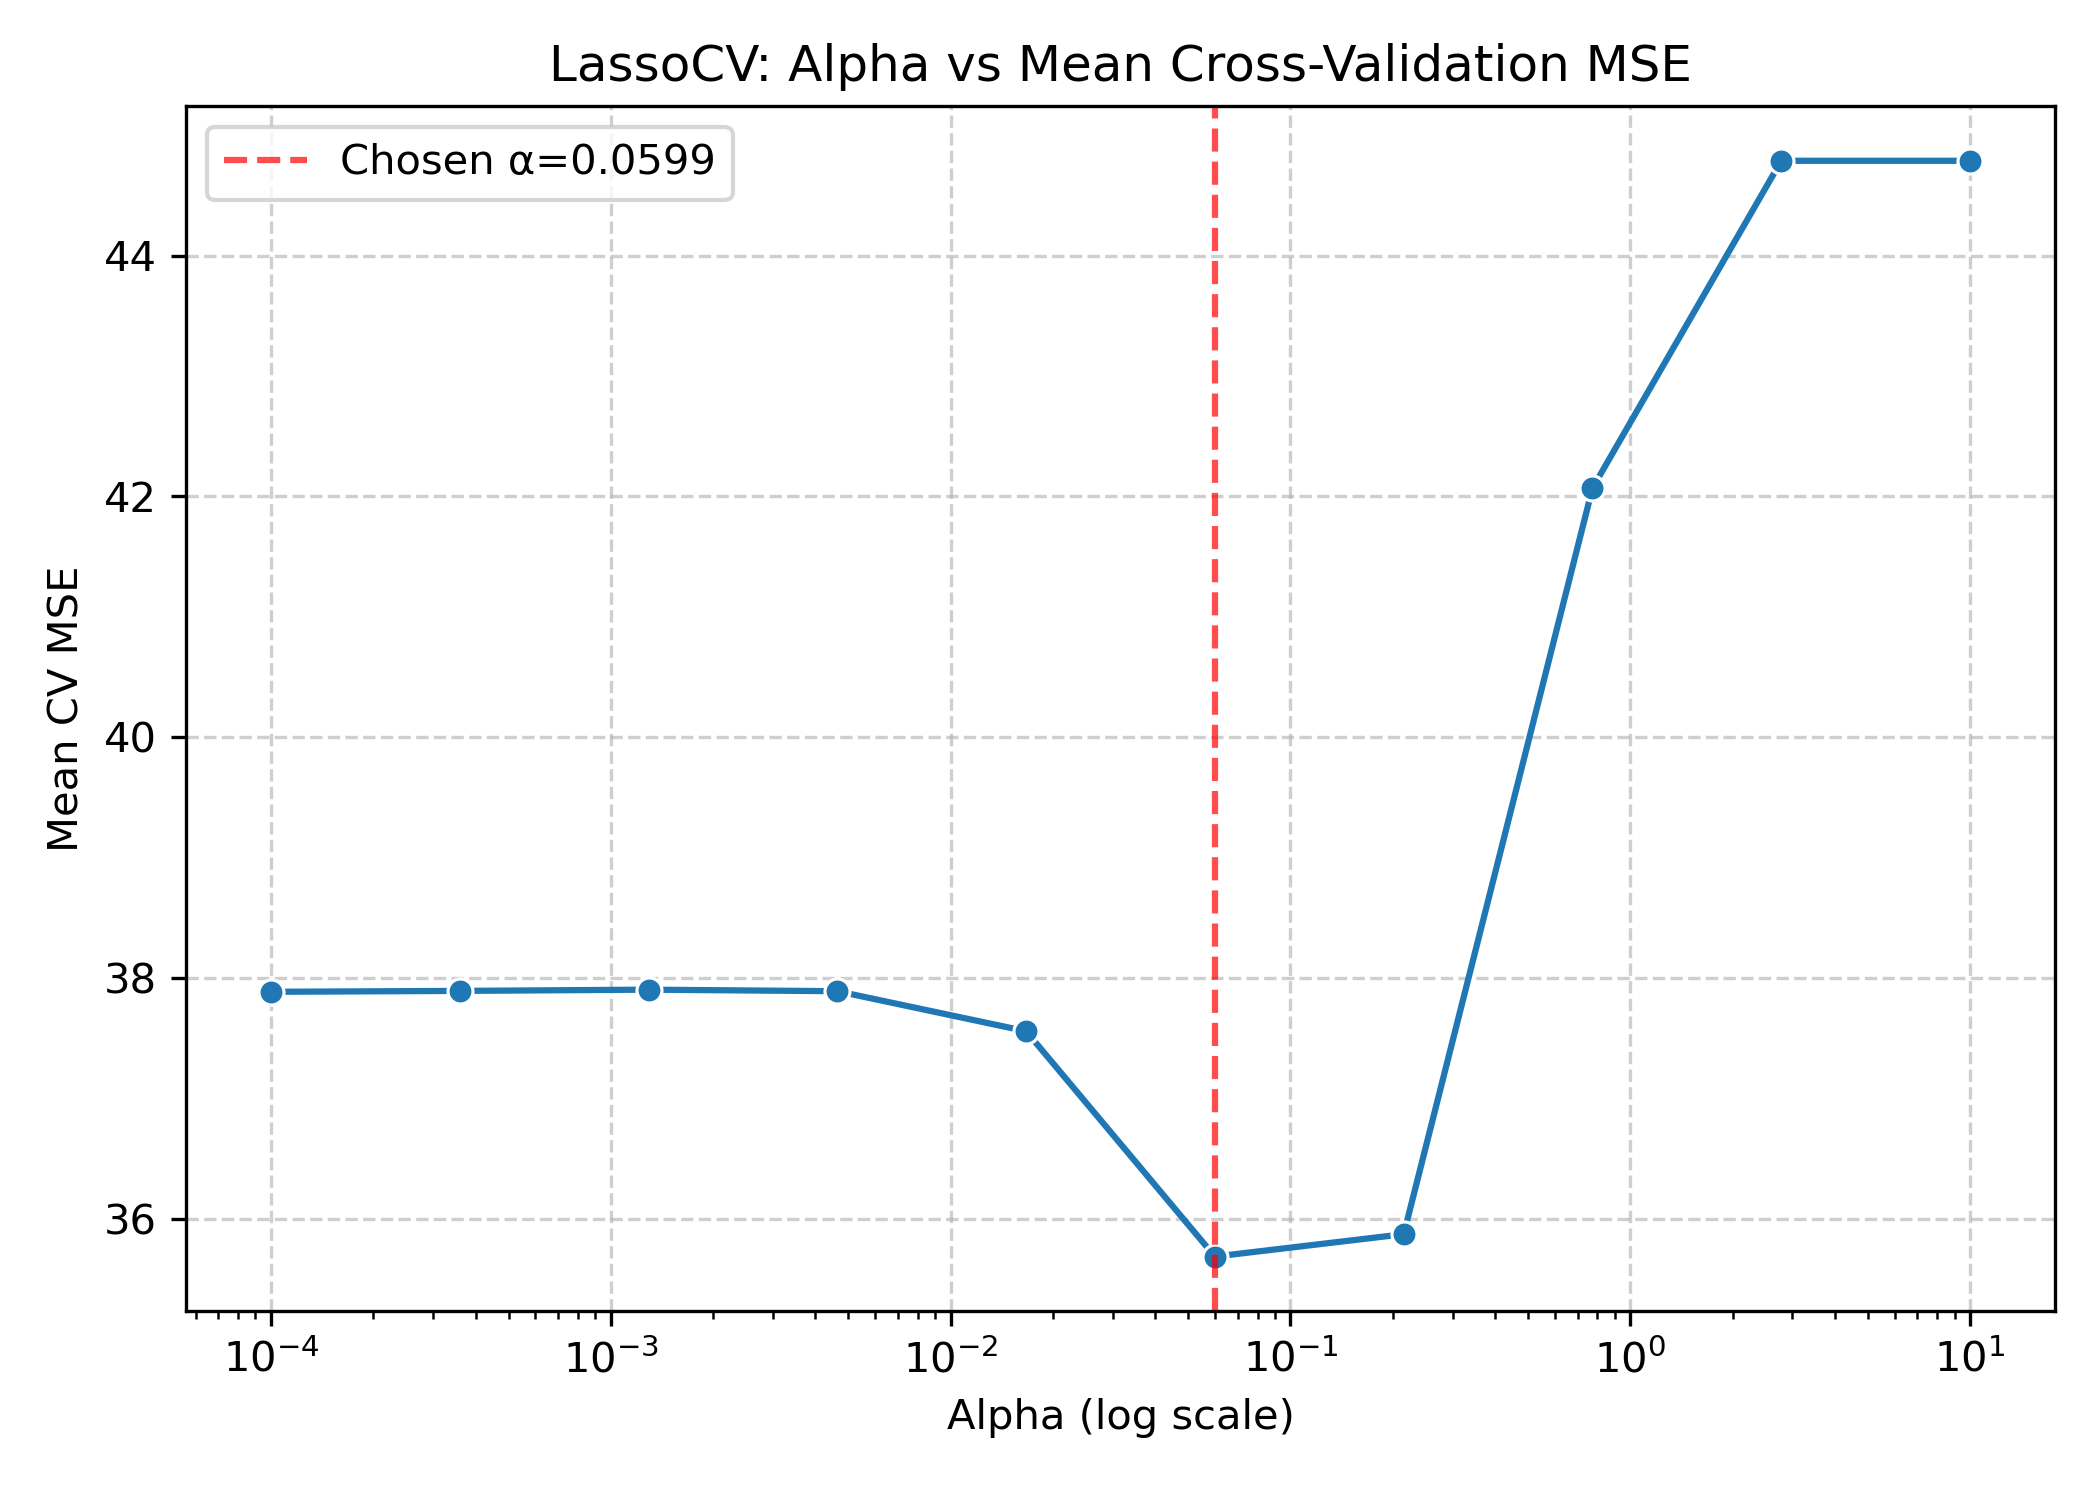 LassoCV: Alpha vs Mean Cross-Validation MSE
Chosen α=0.0599
Mean CV MSE
44
42
40
38
36
10⁻⁴ 10⁻³ 10⁻² 10⁻¹ 10⁰ 10¹
Alpha (log scale)